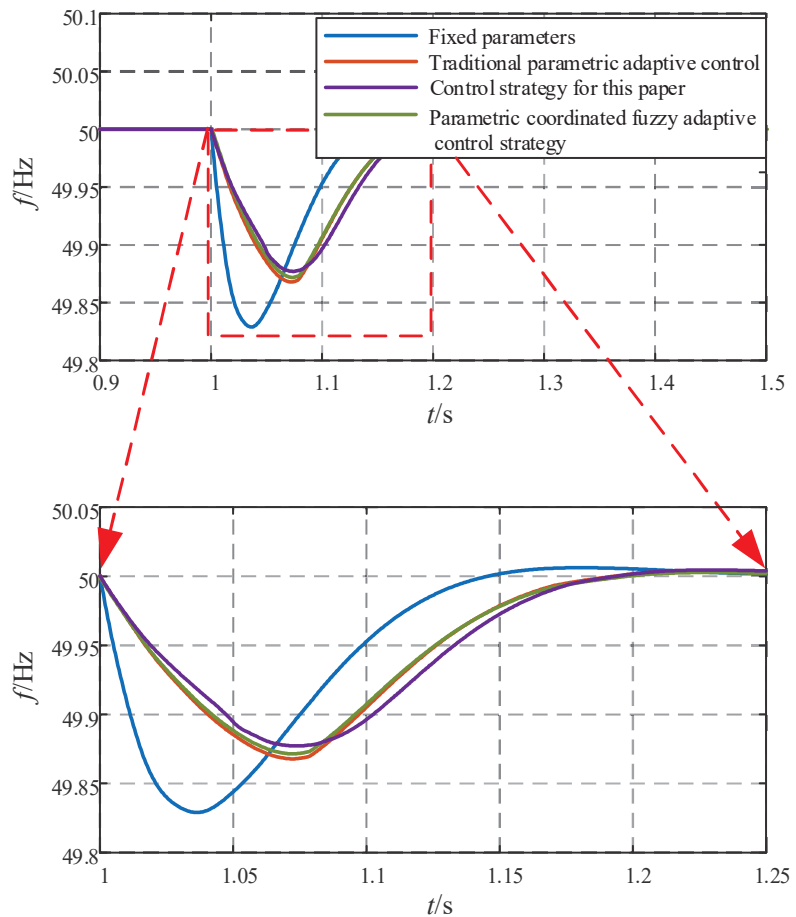 50.1
Fixed parameters
Traditional parametric adaptive control
Control strategy for this paper
Parametric coordinated fuzzy adaptive
control strategy
50.05
50
49.95
49.9
49.85
49.8
f/Hz
0.9 1 1.1 1.2 1.3 1.4 1.5
t/s
50.05
50
49.95
49.9
49.85
49.8
f/Hz
1 1.05 1.1 1.15 1.2 1.25
t/s